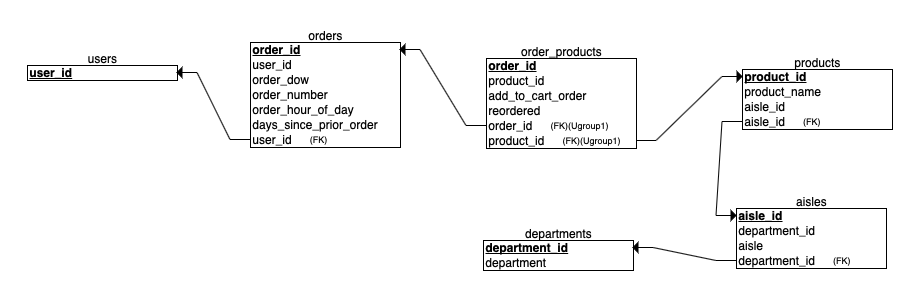 users
user_id
orders
order_id
user_id
order_dow
order_number
order_hour_of_day
days_since_prior_order
user_id (FK)
order_products
order_id
product_id
add_to_cart_order
reordered
order_id (FK)(Ugroup1)
product_id (FK)(Ugroup1)
products
product_id
product_name
aisle_id
aisle_id (FK)
departments
department_id
department
aisles
aisle_id
department_id
aisle
department_id (FK)